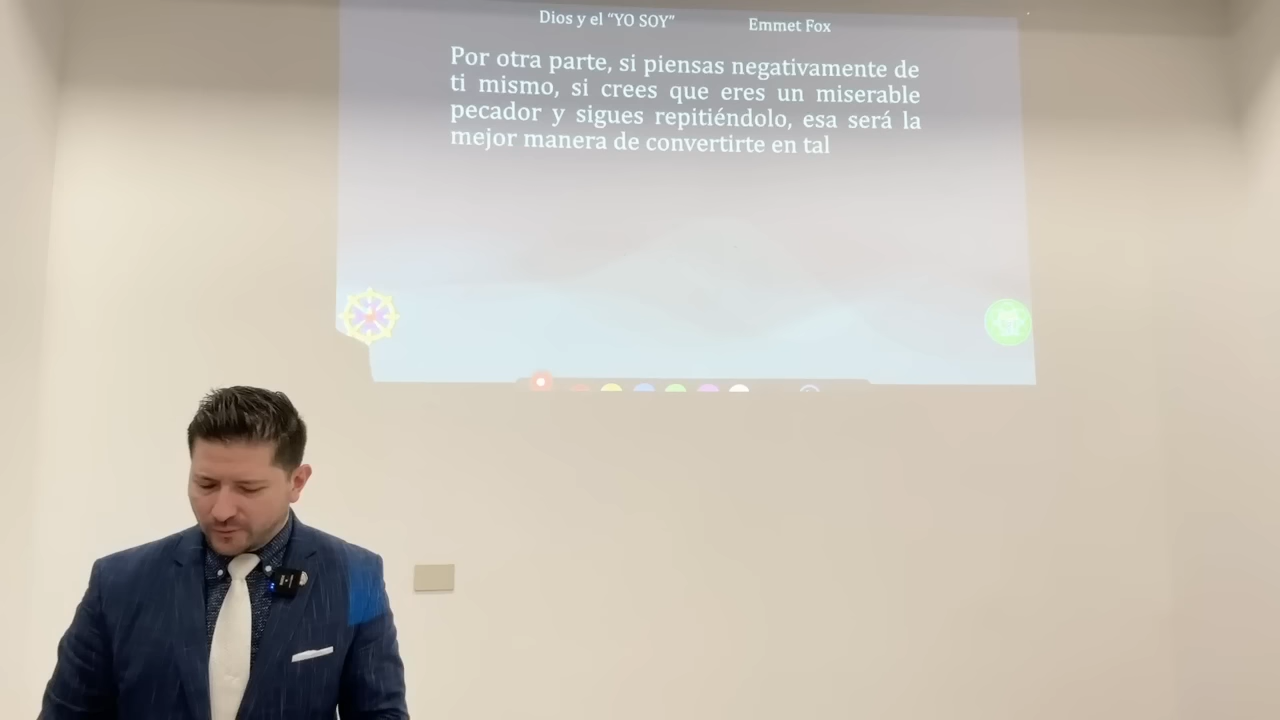 Dios y el “YO SOY” Emmet Fox
Por otra parte, si piensas negativamente de
ti mismo, si crees que eres un miserable
pecador y sigues repitiéndolo, esa será la
mejor manera de convertirte en tal